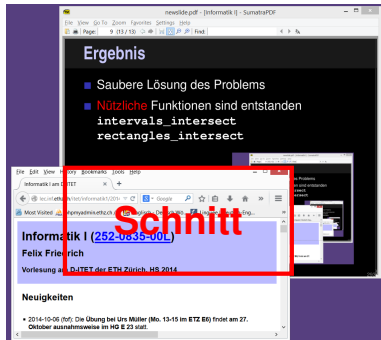 newslide.pdf - [Informatik I] - SumatraPDF
File View Go To Zoom Favorites Settings Help
Page: 9 (13 / 13) Find:
Ergebnis
Saubere Lösung des Problems
Nützliche Funktionen sind entstanden
intervals_intersect
rectangles_intersect
File Edit View History Bookmarks Tools Help
Informatik I am D-ITET
Google
Most Visited
Schnitt
Informatik I (252-0835-00L)
Felix Friedrich
Vorlesung am D-ITET der ETH Zürich, HS 2014
Neuigkeiten
2014-10-06 (fof): Die Übung bei Urs Müller (Mo. 13-15 im ETZ E6) findet am 27.
Oktober ausnahmsweise im HG E 23 statt.